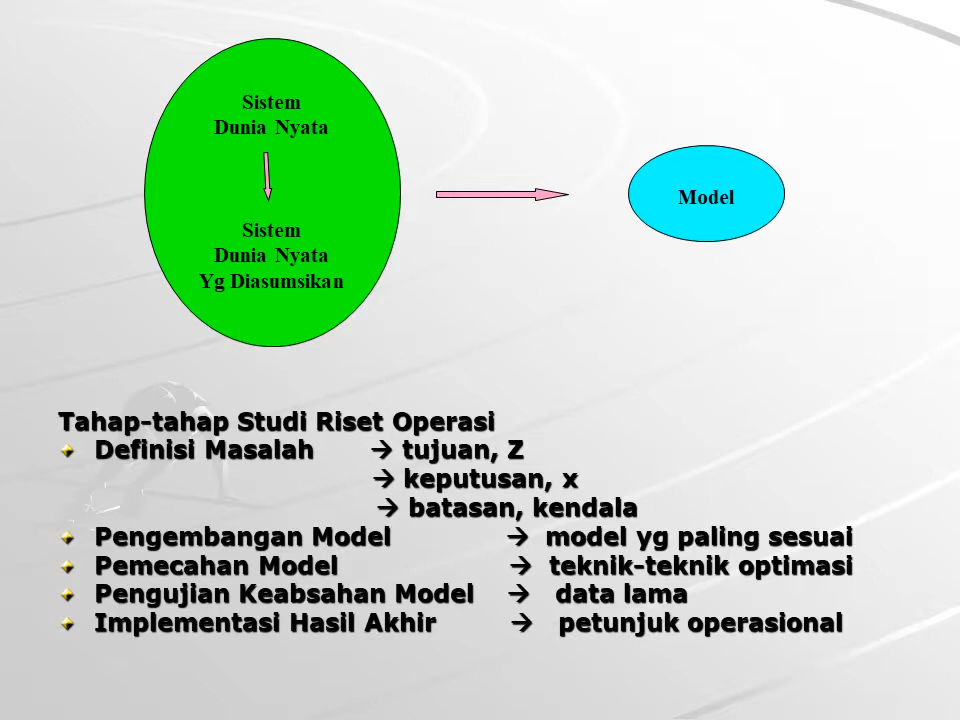 Sistem
Dunia Nyata
Sistem
Dunia Nyata
Yg Diasumsikan
Model
Tahap-tahap Studi Riset Operasi
Definisi Masalah → tujuan, Z
→ keputusan, x
→ batasan, kendala
Pengembangan Model → model yg paling sesuai
Pemecahan Model → teknik-teknik optimasi
Pengujian Keabsahan Model → data lama
Implementasi Hasil Akhir → petunjuk operasional